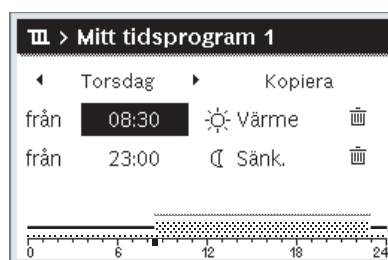 > Mitt tidsprogram 1
Torsdag Kopiera
från 08:30 Värme
från 23:00 Sänk.
0 6 12 18 24